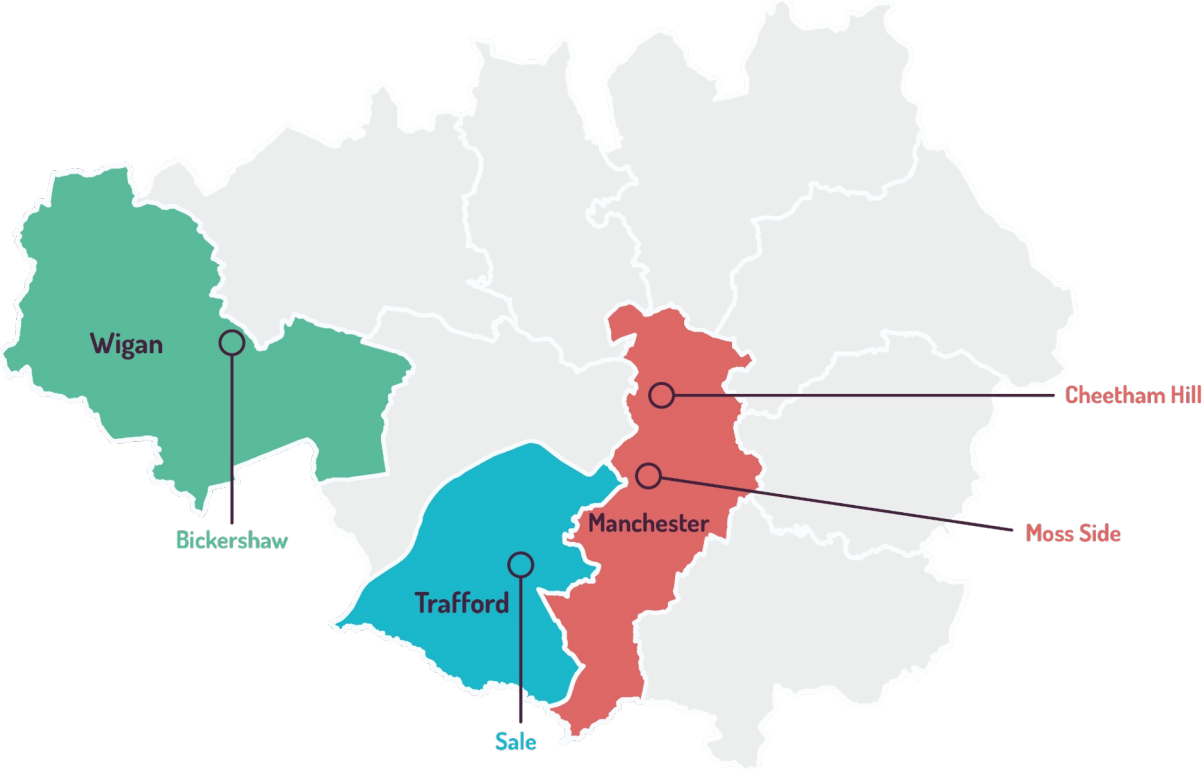 Wigan
Cheetham Hill
Manchester
Moss Side
Bickershaw
Trafford
Sale